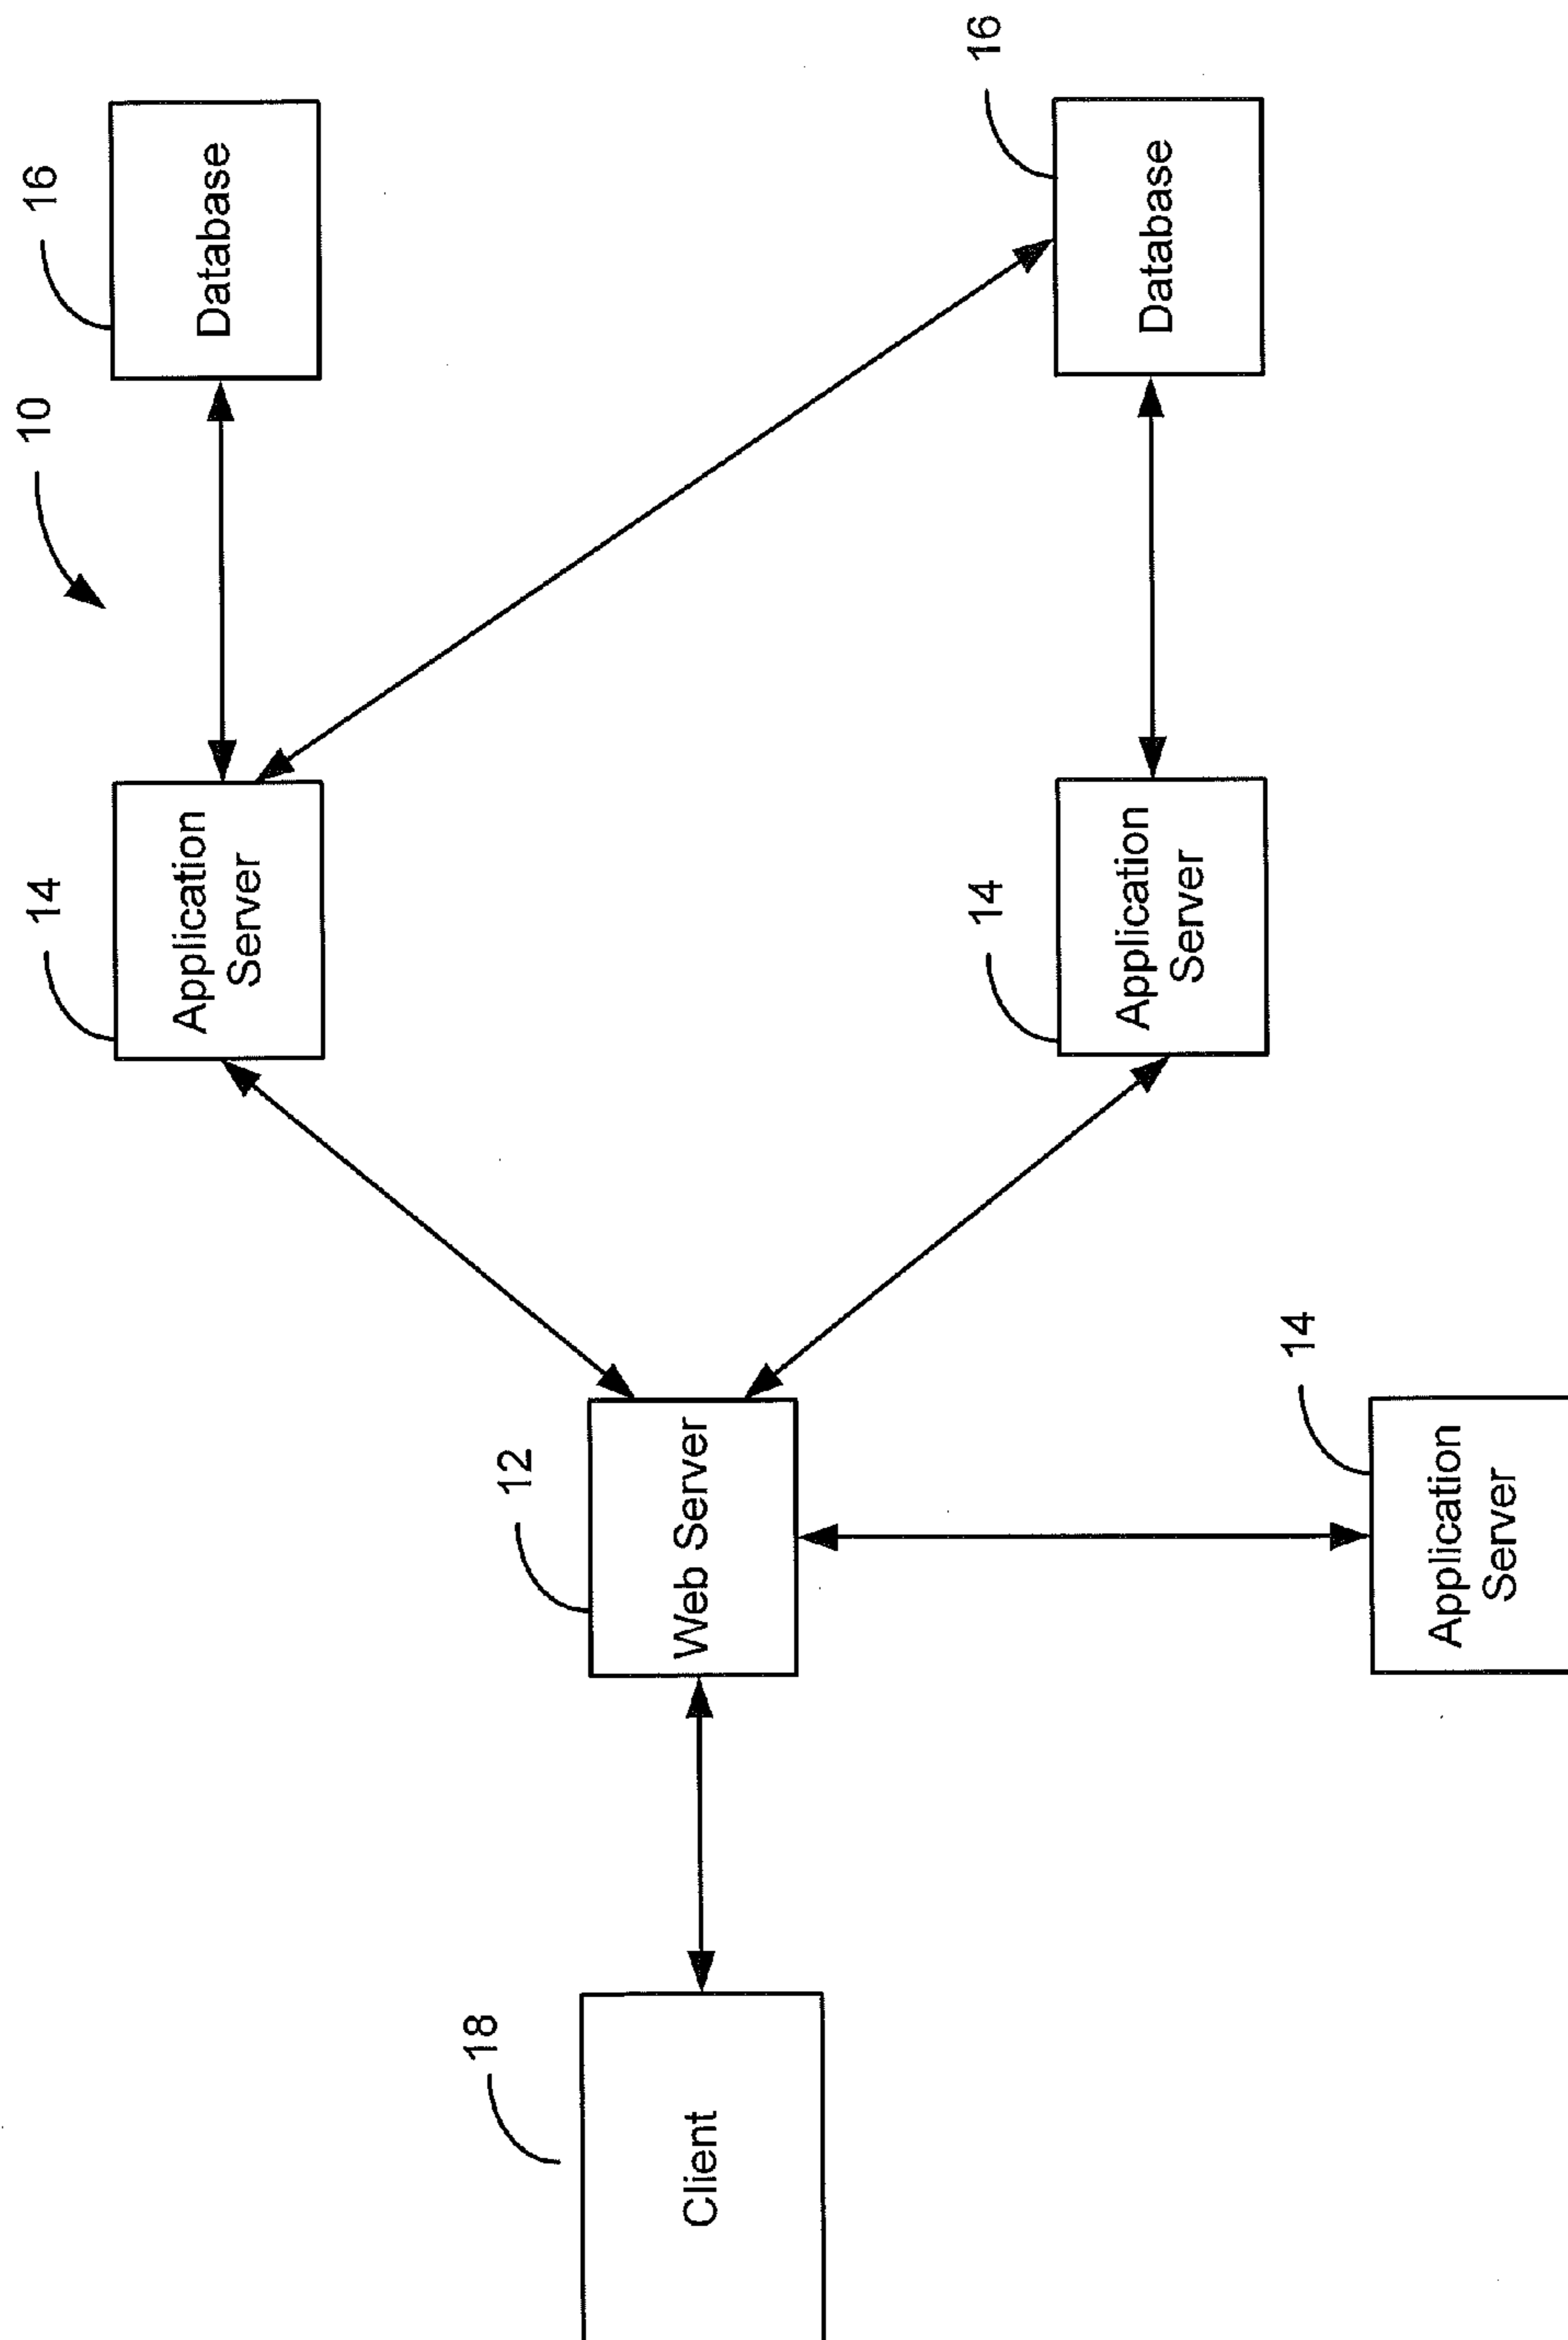 14
10
16
Application
Server
Database
18
12
Client
Web Server
14
16
Application
Server
Database
14
Application
Server